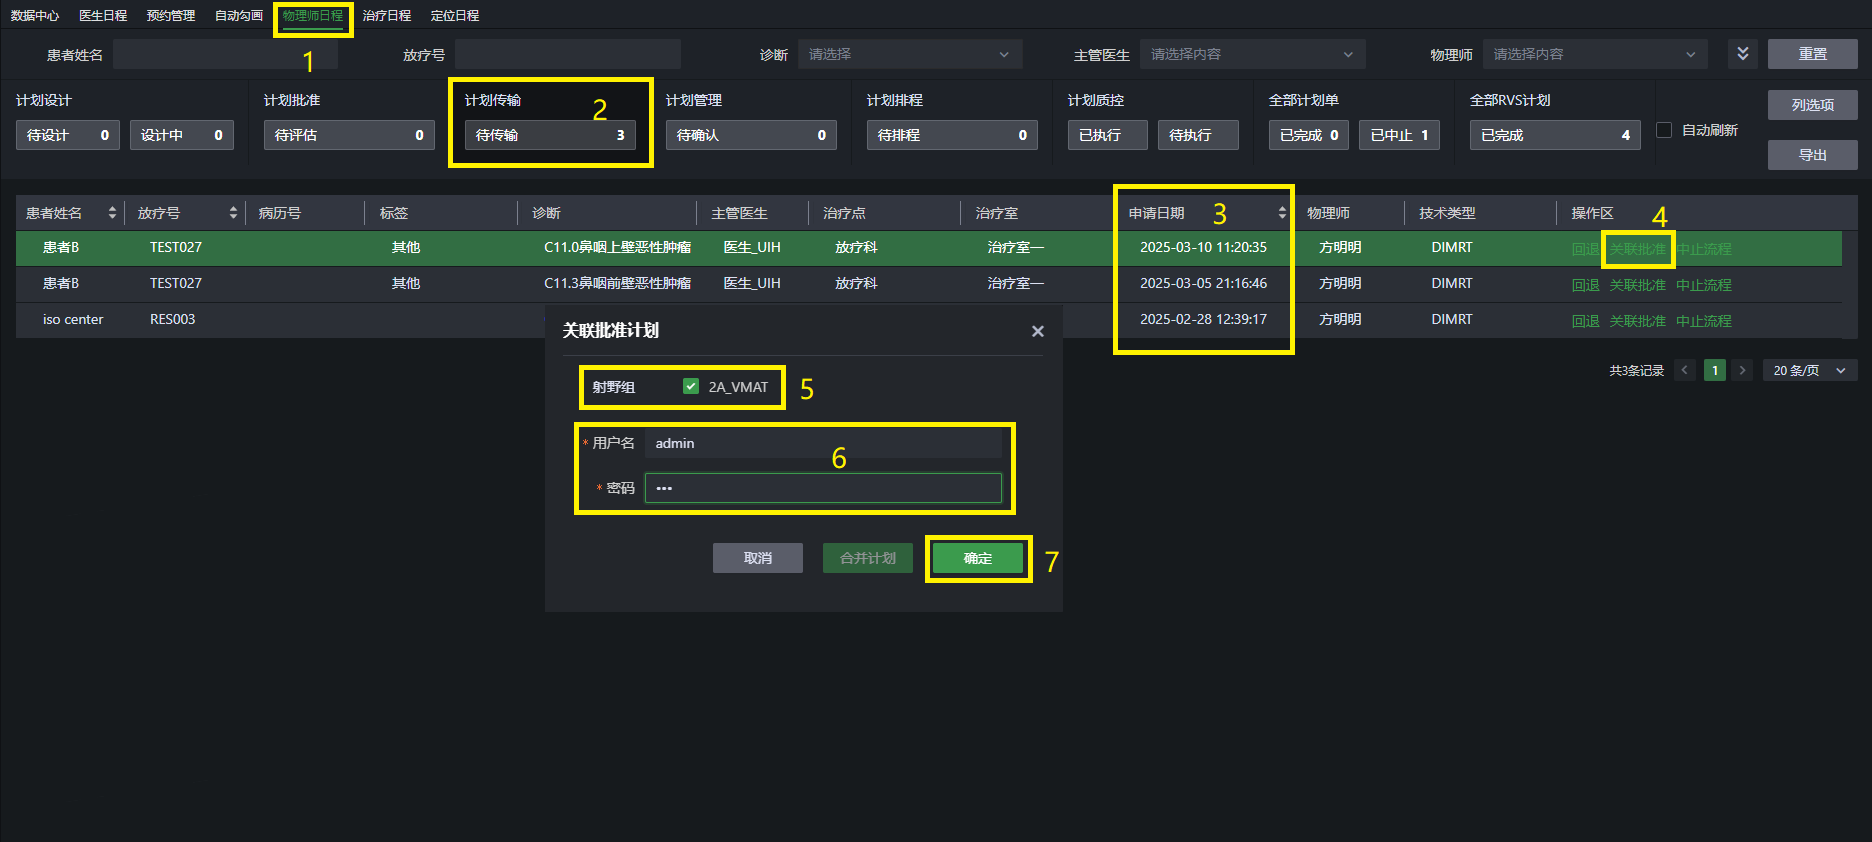 数据中心 医生日程 预约管理 自动勾画 物理师日程 治疗日程 定位日程
1
患者姓名 放疗号 诊断 请选择 主管医生 请选择内容 物理师 请选择内容 重置
计划设计 计划批准 计划传输 2 计划管理 计划排程 计划质控 全部计划单 全部RVS计划 列选项
待设计 0 设计中 0 待评估 0 待传输 3 待确认 0 待排程 0 已执行 待执行 已完成 0 已中止 1 已完成 4 自动刷新
导出
患者姓名 放疗号 病历号 标签 诊断 主管医生 治疗点 治疗室 申请日期 3 物理师 技术类型 操作区 4
患者B TEST027 其他 C11.0鼻咽上壁恶性肿瘤 医生_UIH 放疗科 治疗室一 2025-03-10 11:20:35 方明明 DIMRT 回退 关联批准 中止流程
患者B TEST027 其他 C11.3鼻咽前壁恶性肿瘤 医生_UIH 放疗科 治疗室一 2025-03-05 21:16:46 方明明 DIMRT 回退 关联批准 中止流程
iso center RES003 2025-02-28 12:39:17 方明明 DIMRT 回退 关联批准 中止流程
关联批准计划
共3条记录 1 20 条/页
射野组 2A_VMAT 5
* 用户名 admin
6
* 密码 •••
取消 合并计划 确定 7